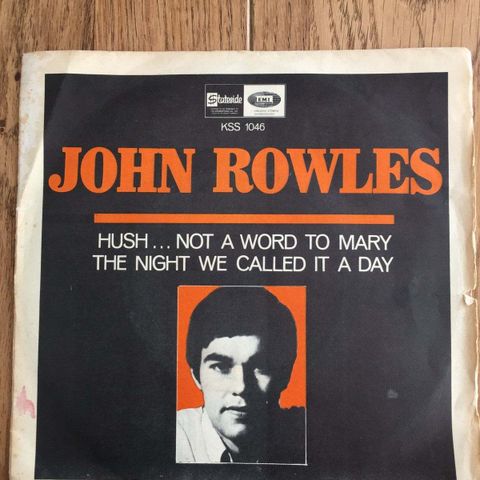 Stateside
EMI
KSS 1046
JOHN ROWLES
HUSH... NOT A WORD TO MARY
THE NIGHT WE CALLED IT A DAY